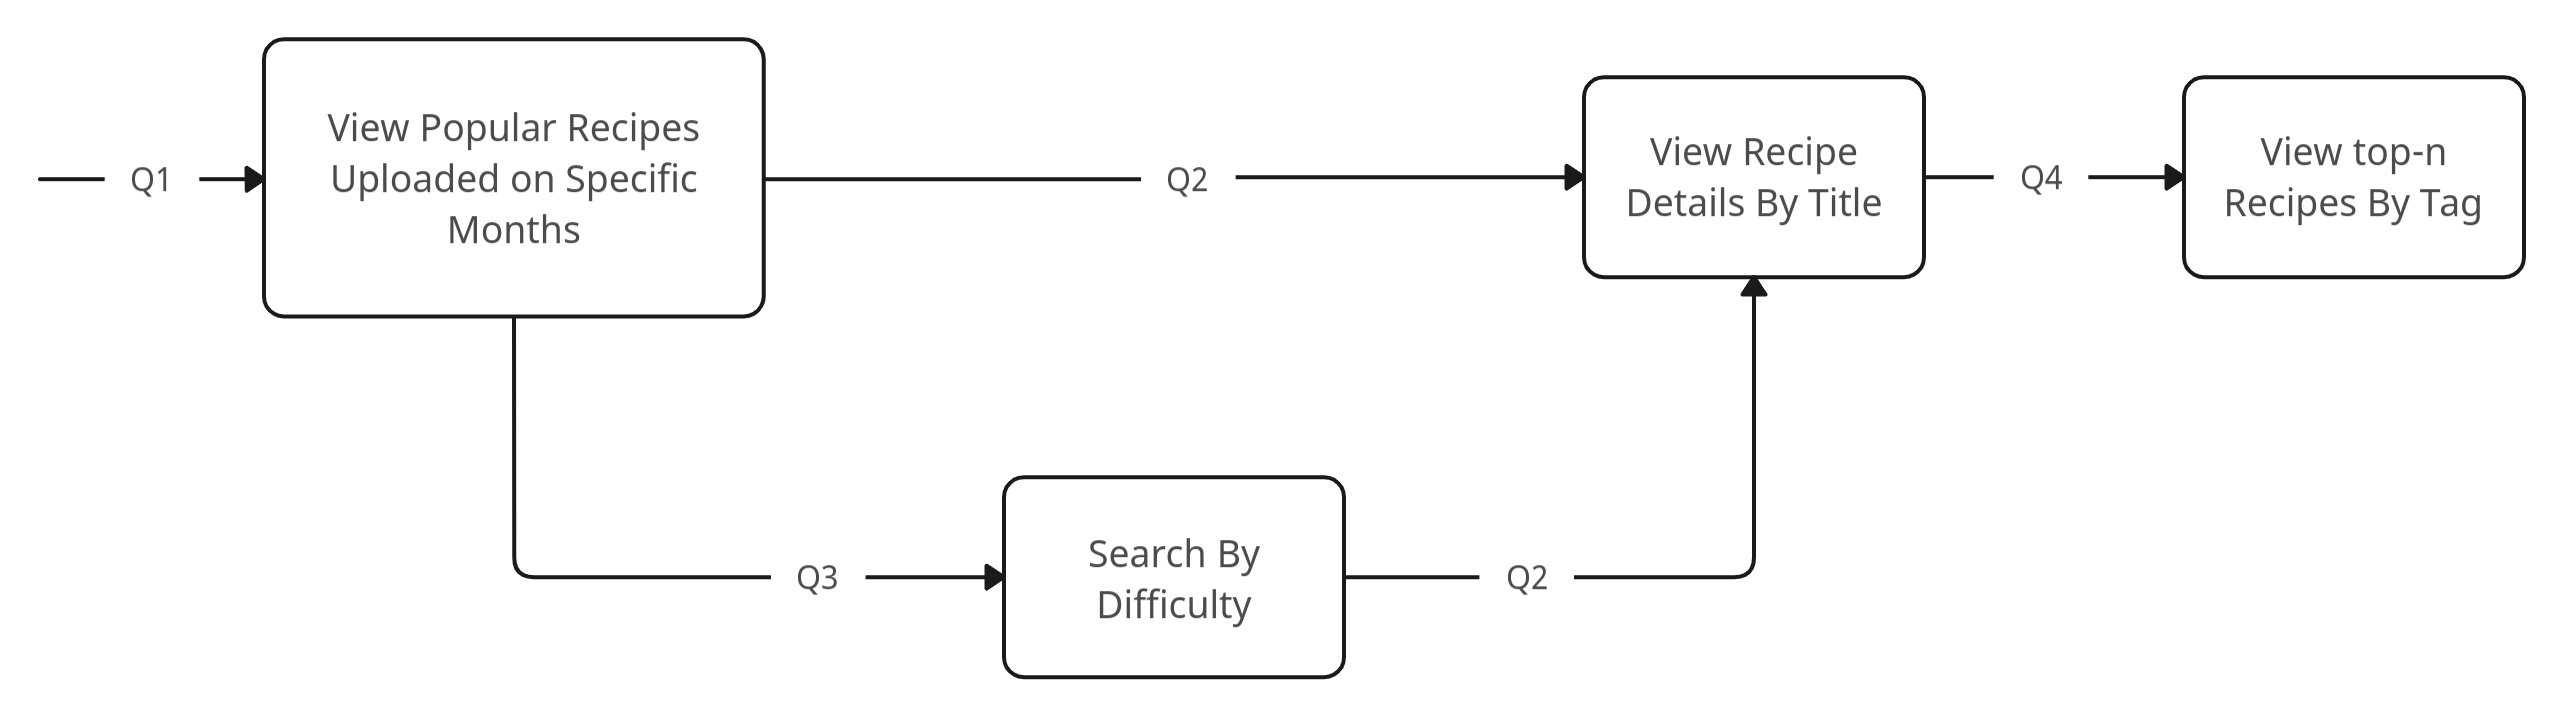 Q1
View Popular Recipes
Uploaded on Specific
Months
Q2
View Recipe
Details By Title
Q4
View top-n
Recipes By Tag
Q3
Search By
Difficulty
Q2